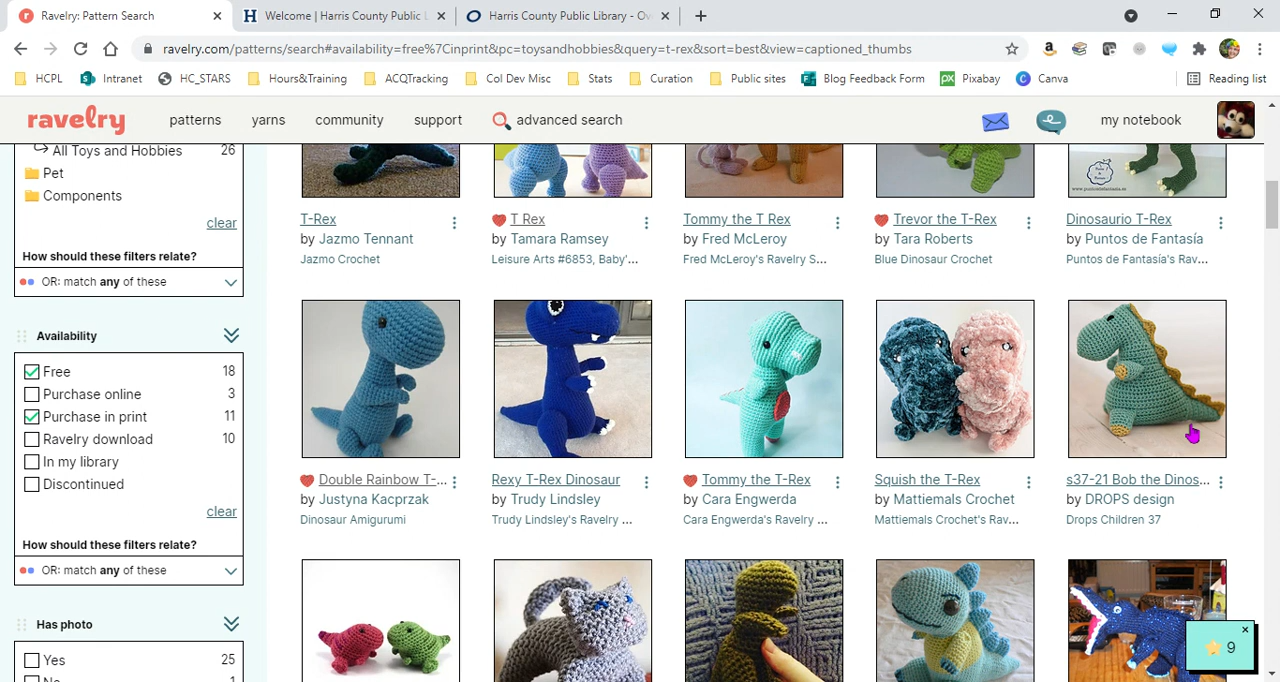 Ravelry: Pattern Search
Welcome | Harris County Public L
Harris County Public Library - Ov
ravelry.com/patterns/search#availability=free%7Cinprint&pc=toysandhobbies&query=t-rex&sort=best&view=captioned_thumbs
HCPL Intranet HC_STARS Hours&Training ACQTracking Col Dev Misc Stats Curation Public sites Blog Feedback Form Pixabay Canva Reading list
ravelry patterns yarns community support advanced search my notebook
All Toys and Hobbies 26
Pet
Components
clear
How should these filters relate?
OR: match any of these
Availability
Free 18
Purchase online 3
Purchase in print 11
Ravelry download 10
In my library
Discontinued
clear
How should these filters relate?
OR: match any of these
Has photo
Yes 25
No 1
www.puntosdefantasia.es
T-Rex
by Jazmo Tennant
Jazmo Crochet
T Rex
by Tamara Ramsey
Leisure Arts #6853, Baby'...
Tommy the T Rex
by Fred McLeroy
Fred McLeroy's Ravelry S...
Trevor the T-Rex
by Tara Roberts
Blue Dinosaur Crochet
Dinosaurio T-Rex
by Puntos de Fantasía
Puntos de Fantasía's Rav...
Double Rainbow T-...
by Justyna Kacprzak
Dinosaur Amigurumi
Rexy T-Rex Dinosaur
by Trudy Lindsley
Trudy Lindsley's Ravelry ...
Tommy the T-Rex
by Cara Engwerda
Cara Engwerda's Ravelry ...
Squish the T-Rex
by Mattiemals Crochet
Mattiemals Crochet's Rav...
s37-21 Bob the Dinos...
by DROPS design
Drops Children 37
9